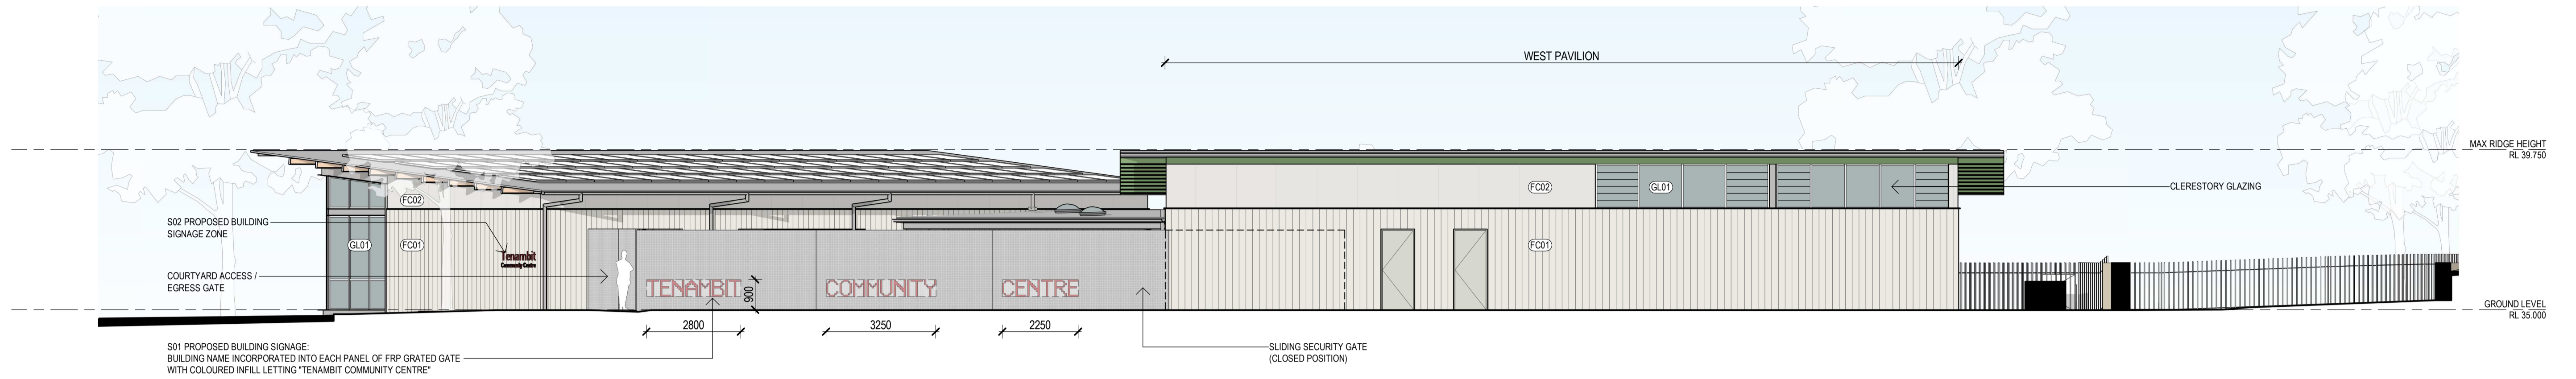 WEST PAVILION
MAX RIDGE HEIGHT
RL 39.750
FC02
GL01
CLERESTORY GLAZING
FC02
S02 PROPOSED BUILDING
SIGNAGE ZONE
GL01
FC01
FC01
Tenambit
Community Centre
COURTYARD ACCESS /
EGRESS GATE
TENAMBIT
900
COMMUNITY
CENTRE
GROUND LEVEL
RL 35.000
2800
3250
2250
S01 PROPOSED BUILDING SIGNAGE:
BUILDING NAME INCORPORATED INTO EACH PANEL OF FRP GRATED GATE
WITH COLOURED INFILL LETTING "TENAMBIT COMMUNITY CENTRE"
SLIDING SECURITY GATE
(CLOSED POSITION)